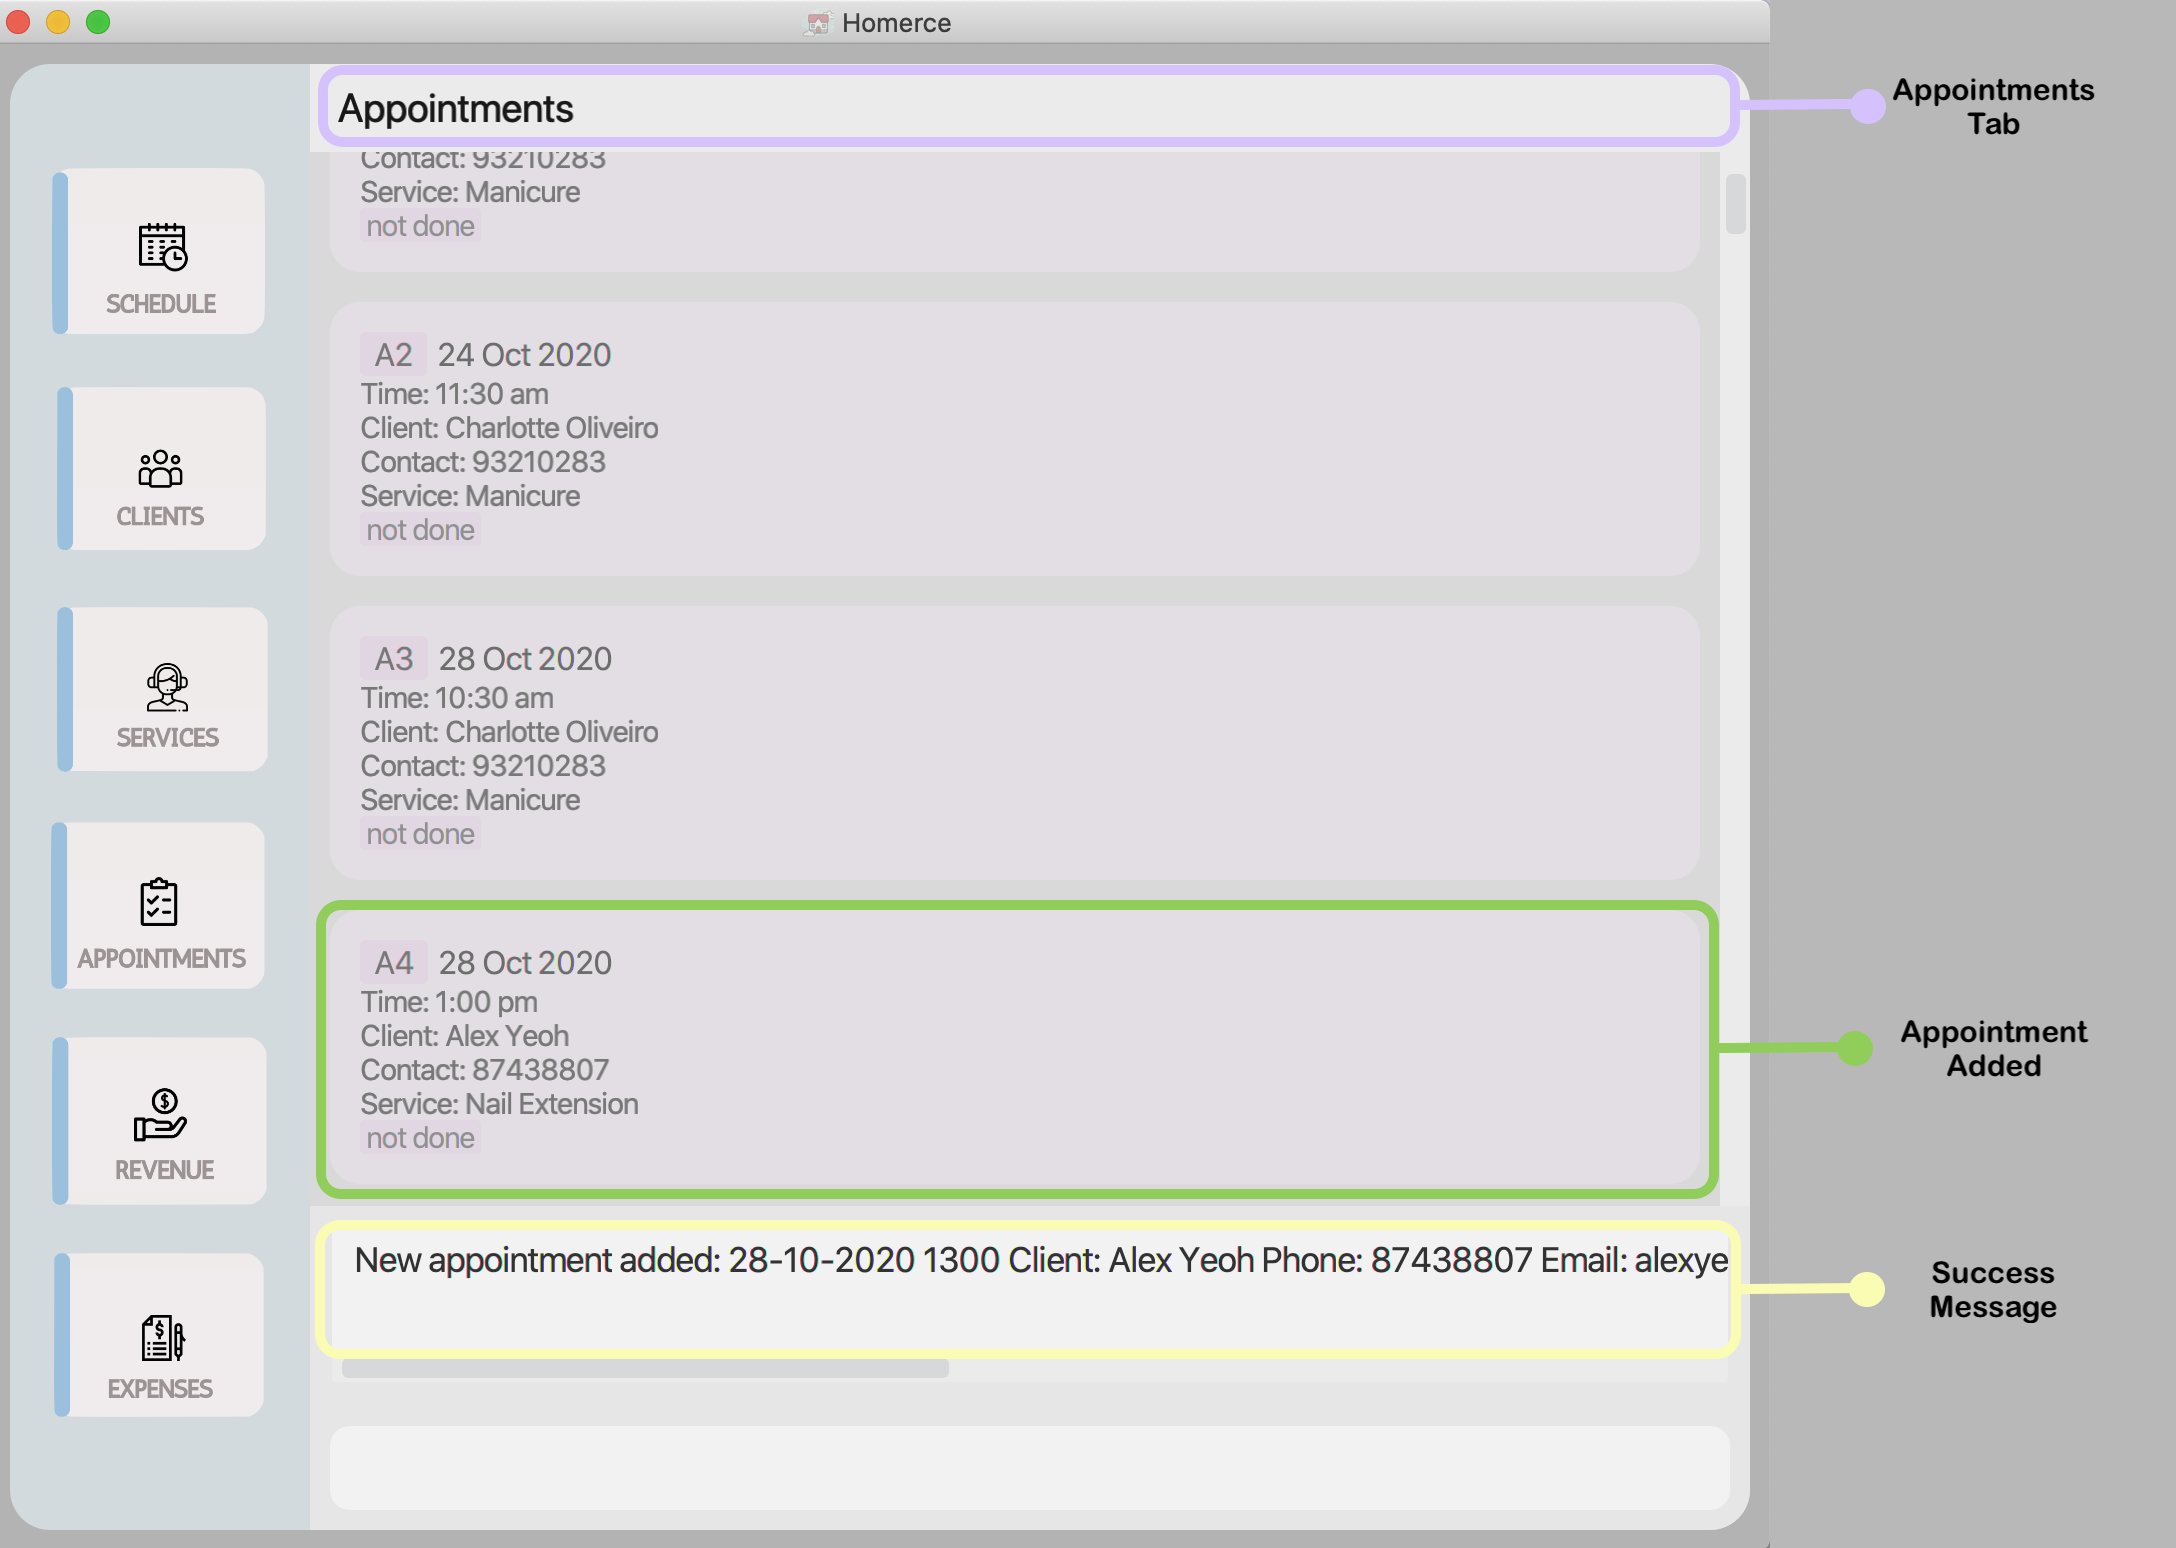 Homerce
Appointments
Appointments
Tab
Contact: 93210283
Service: Manicure
not done
SCHEDULE
A2 24 Oct 2020
Time: 11:30 am
Client: Charlotte Oliveiro
Contact: 93210283
Service: Manicure
not done
CLIENTS
A3 28 Oct 2020
Time: 10:30 am
Client: Charlotte Oliveiro
Contact: 93210283
Service: Manicure
not done
SERVICES
A4 28 Oct 2020
Time: 1:00 pm
Client: Alex Yeoh
Contact: 87438807
Service: Nail Extension
not done
APPOINTMENTS
Appointment
Added
REVENUE
New appointment added: 28-10-2020 1300 Client: Alex Yeoh Phone: 87438807 Email: alexye
Success
Message
EXPENSES